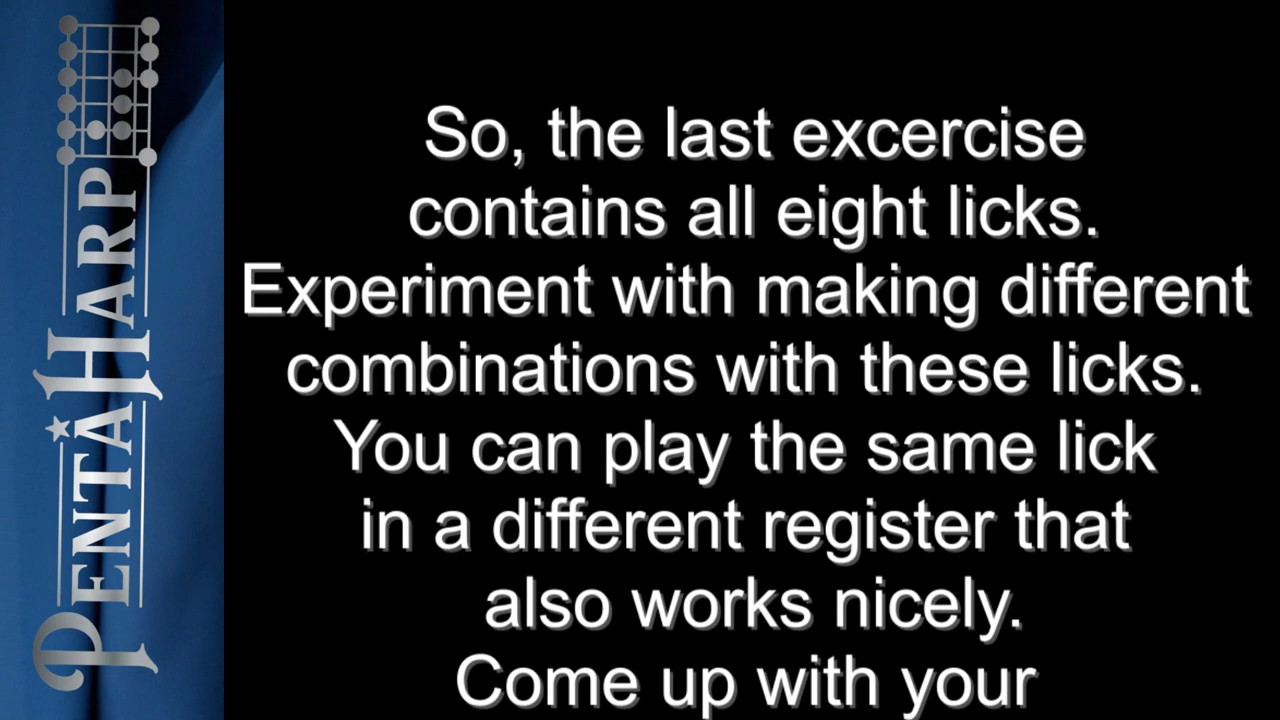 PENTAHARP
So, the last excercise
contains all eight licks.
Experiment with making different
combinations with these licks.
You can play the same lick
in a different register that
also works nicely.
Come up with your